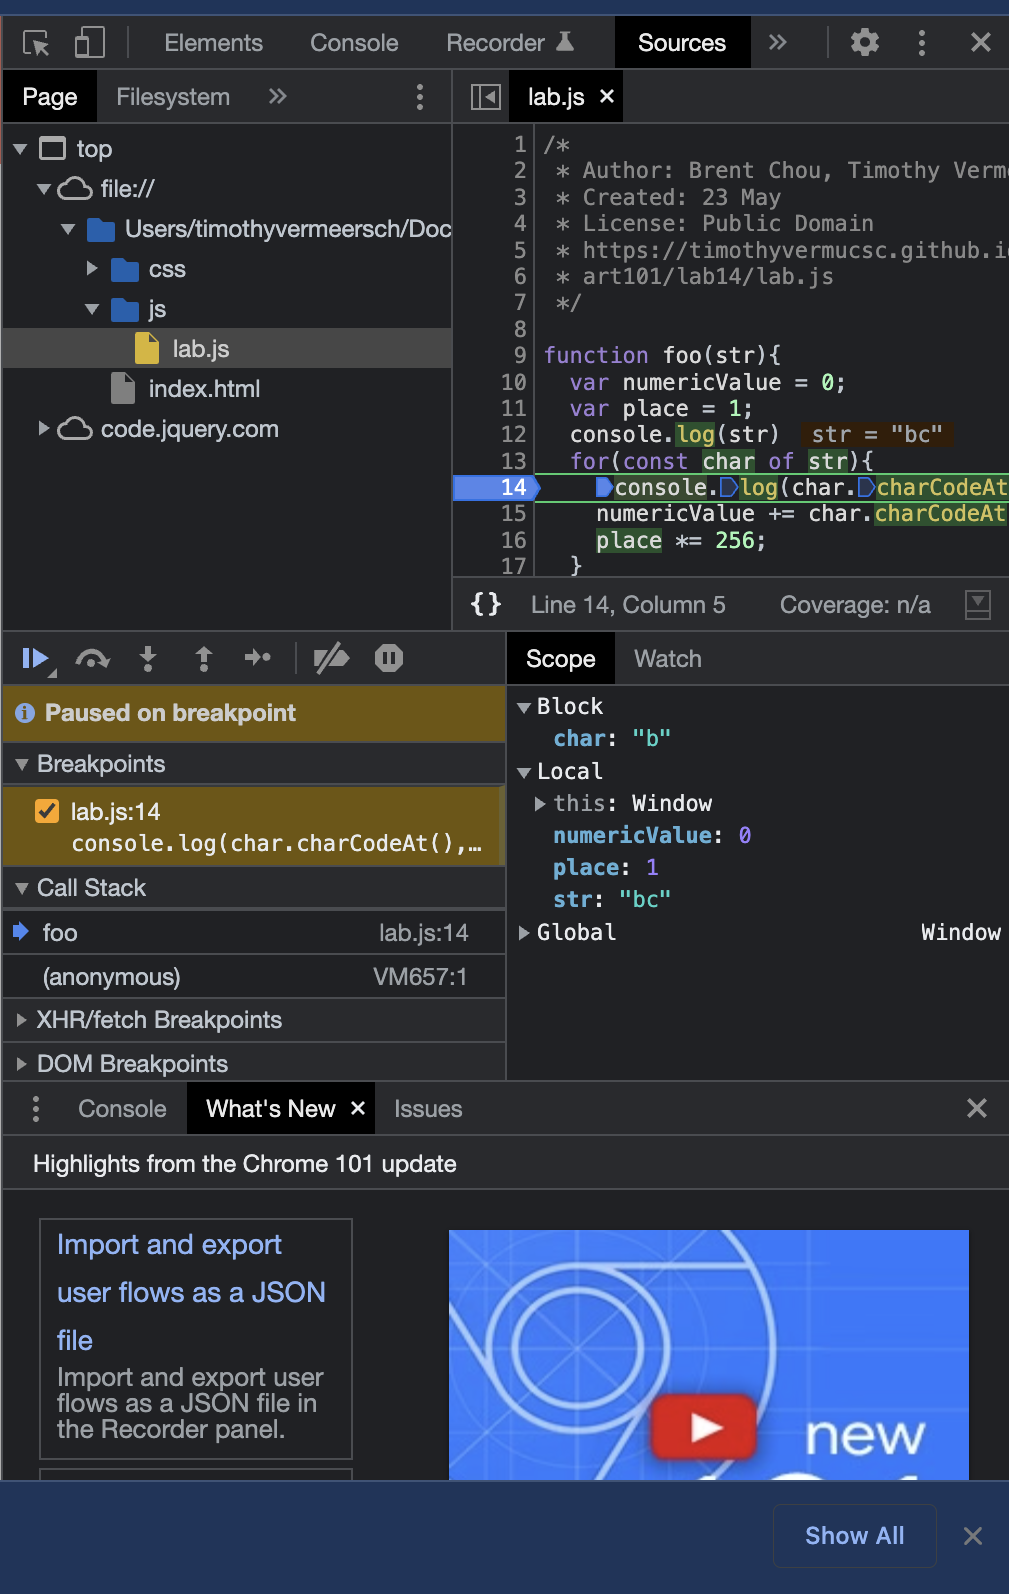 Elements Console Recorder Sources
Page Filesystem
lab.js
top
file://
Users/timothyvermeersch/Doc
css
js
lab.js
index.html
code.jquery.com
1 /*
2 * Author: Brent Chou, Timothy Verme
3 * Created: 23 May
4 * License: Public Domain
5 * https://timothyvermucsc.github.io
6 * art101/lab14/lab.js
7 */
8
9 function foo(str){
10 var numericValue = 0;
11 var place = 1;
12 console.log(str) str = "bc"
13 for(const char of str){
14 console.log(char.charCodeAt
15 numericValue += char.charCodeAt
16 place *= 256;
17 }
{} Line 14, Column 5 Coverage: n/a
Paused on breakpoint
Breakpoints
lab.js:14
console.log(char.charCodeAt(),…
Call Stack
foo lab.js:14
(anonymous) VM657:1
XHR/fetch Breakpoints
DOM Breakpoints
Scope Watch
Block
char: "b"
Local
this: Window
numericValue: 0
place: 1
str: "bc"
Global Window
Console What's New Issues
Highlights from the Chrome 101 update
Import and export
user flows as a JSON
file
Import and export user
flows as a JSON file in
the Recorder panel.
new
Show All